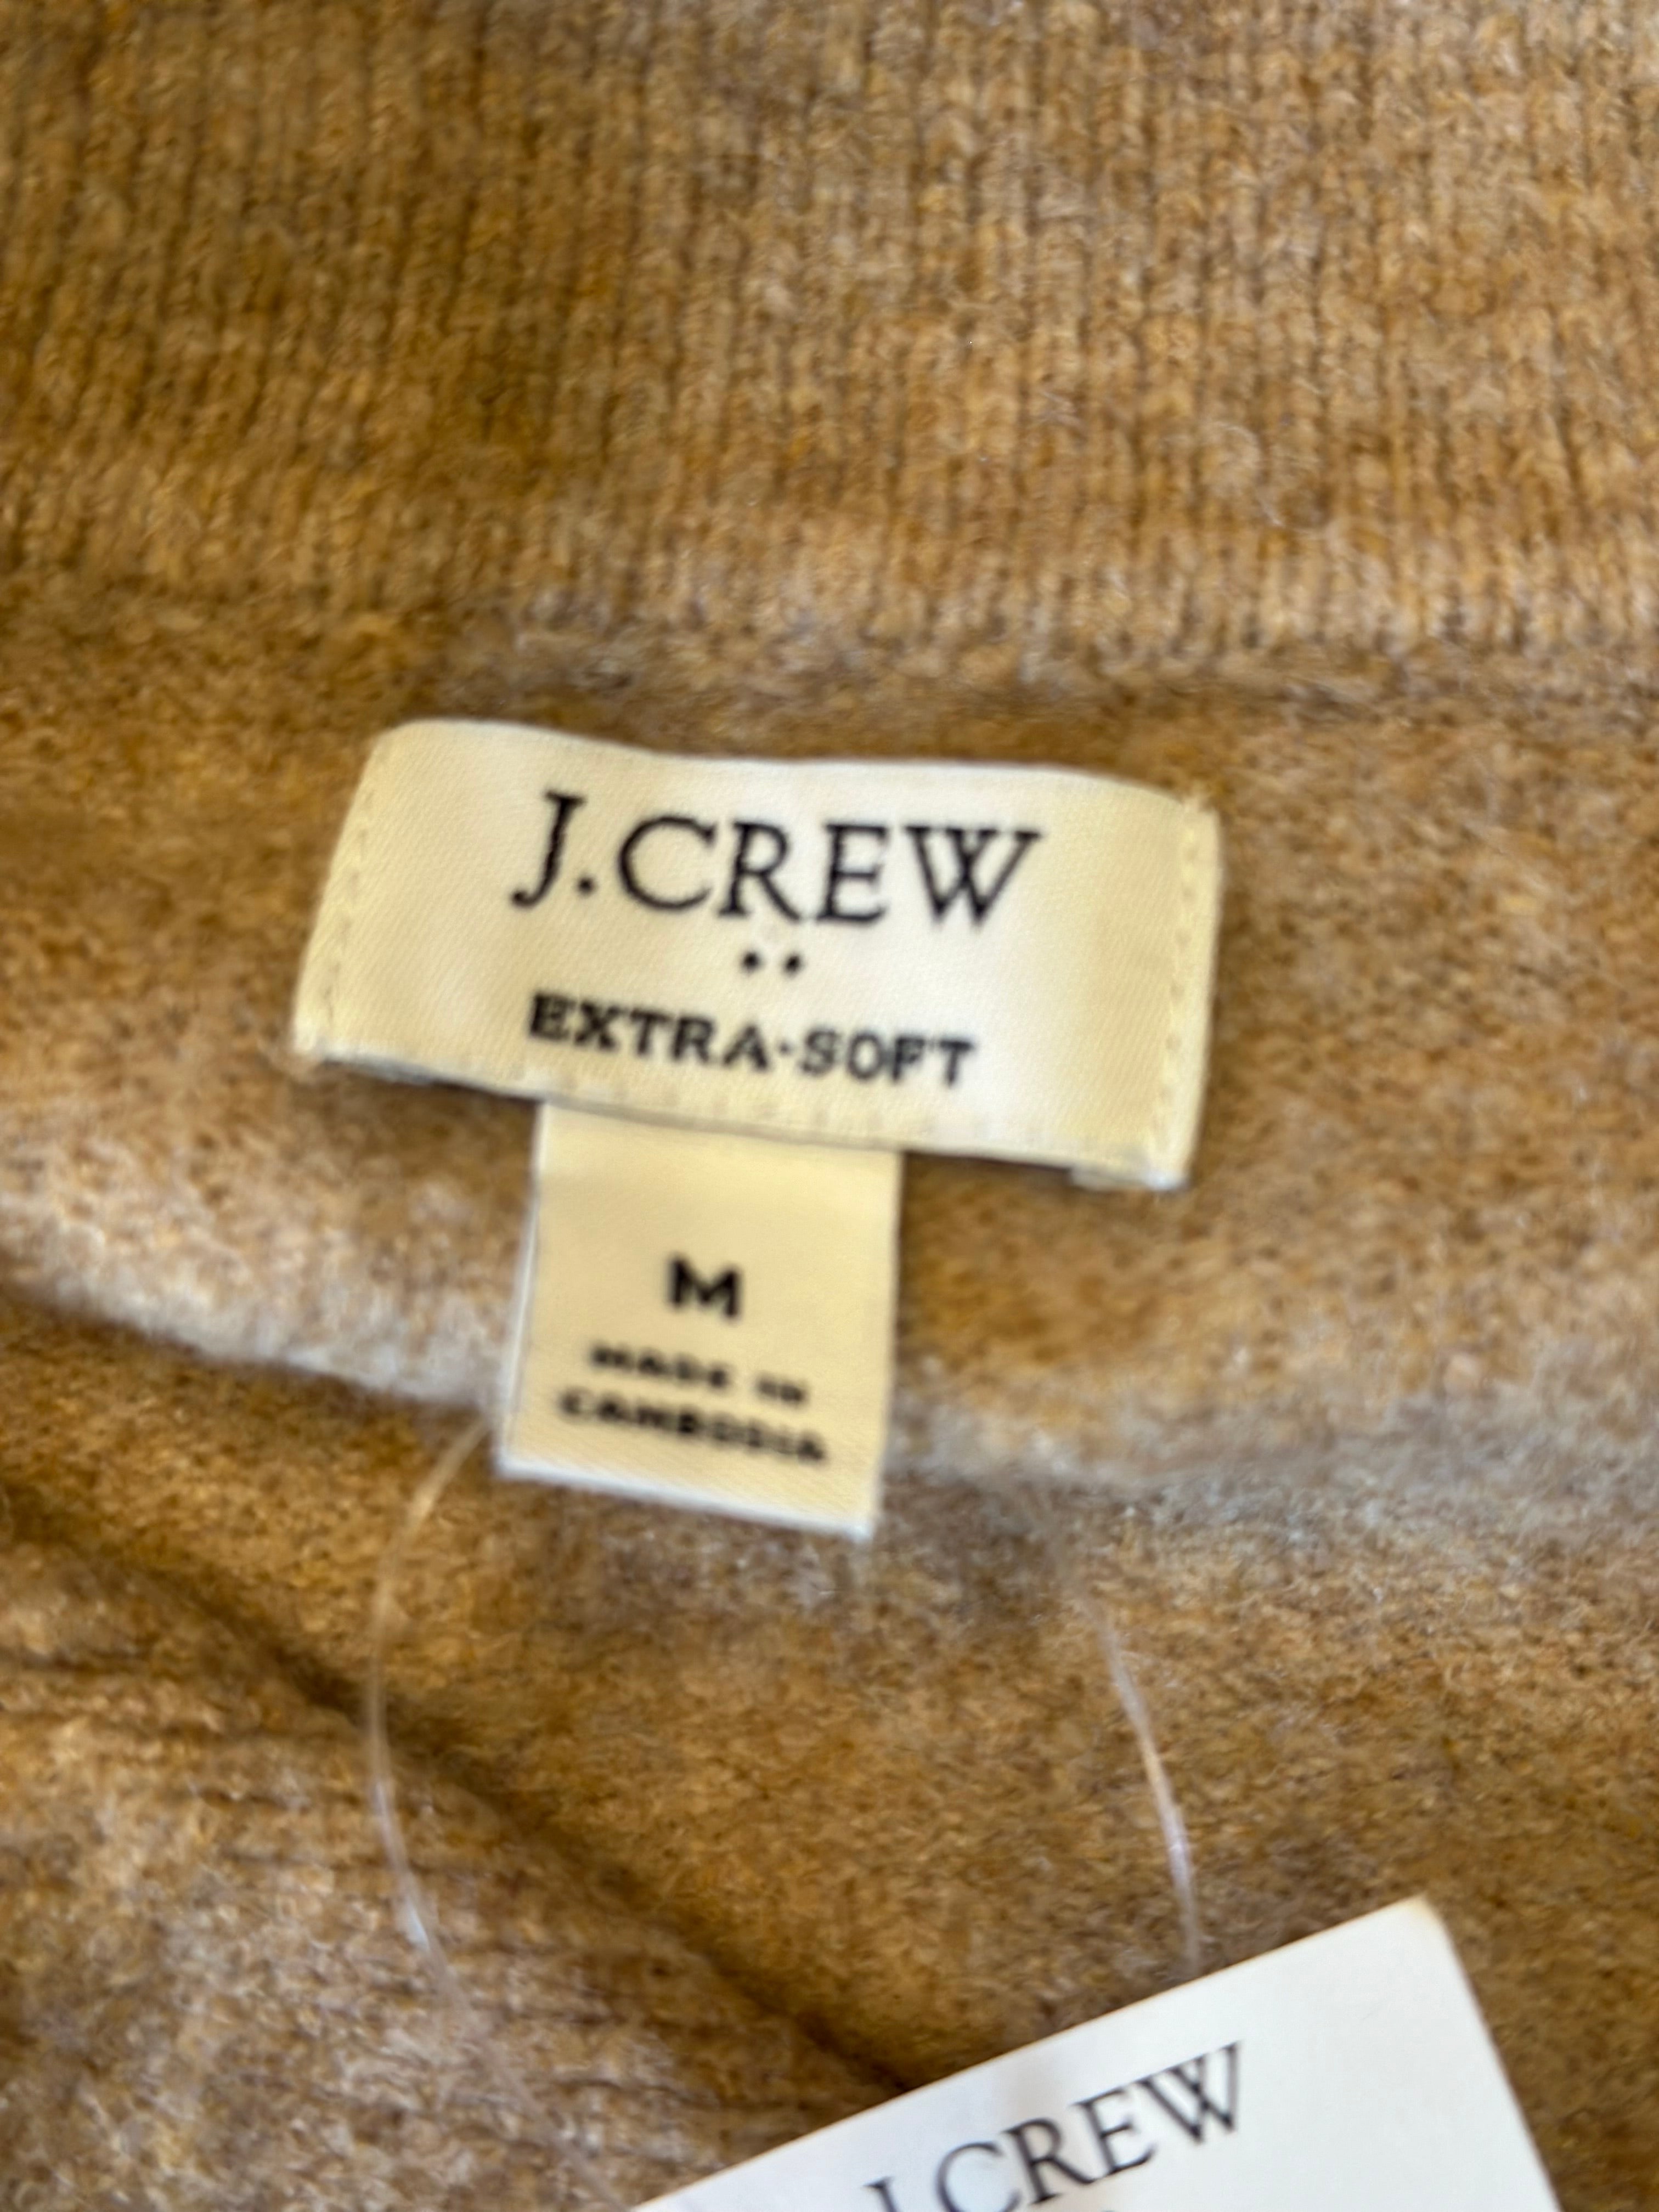 J.CREW
EXTRA·SOFT
M
MADE IN
CAMBODIA
J.CREW